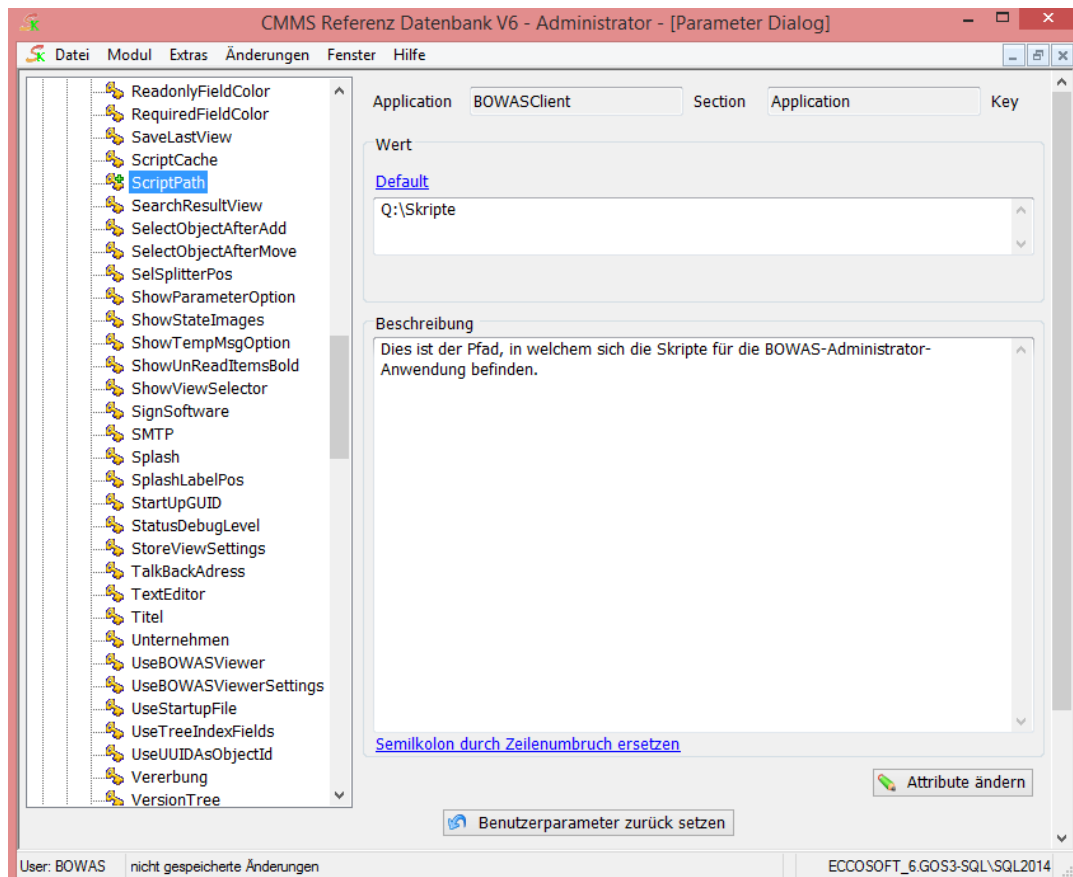 CMMS Referenz Datenbank V6 - Administrator - [Parameter Dialog]
Datei Modul Extras Änderungen Fenster Hilfe
ReadonlyFieldColor
RequiredFieldColor
SaveLastView
ScriptCache
ScriptPath
SearchResultView
SelectObjectAfterAdd
SelectObjectAfterMove
SelSplitterPos
ShowParameterOption
ShowStateImages
ShowTempMsgOption
ShowUnReadItemsBold
ShowViewSelector
SignSoftware
SMTP
Splash
SplashLabelPos
StartUpGUID
StatusDebugLevel
StoreViewSettings
TalkBackAdress
TextEditor
Titel
Unternehmen
UseBOWASViewer
UseBOWASViewerSettings
UseStartupFile
UseTreeIndexFields
UseUUIDAsObjectId
Vererbung
VersionTree
Application BOWASClient Section Application Key
Wert
Default
Q:\Skripte
Beschreibung
Dies ist der Pfad, in welchem sich die Skripte für die BOWAS-Administrator-
Anwendung befinden.
Semilkolon durch Zeilenumbruch ersetzen
Attribute ändern
Benutzerparameter zurück setzen
User: BOWAS nicht gespeicherte Änderungen ECCOSOFT_6.GOS3-SQL\SQL2014